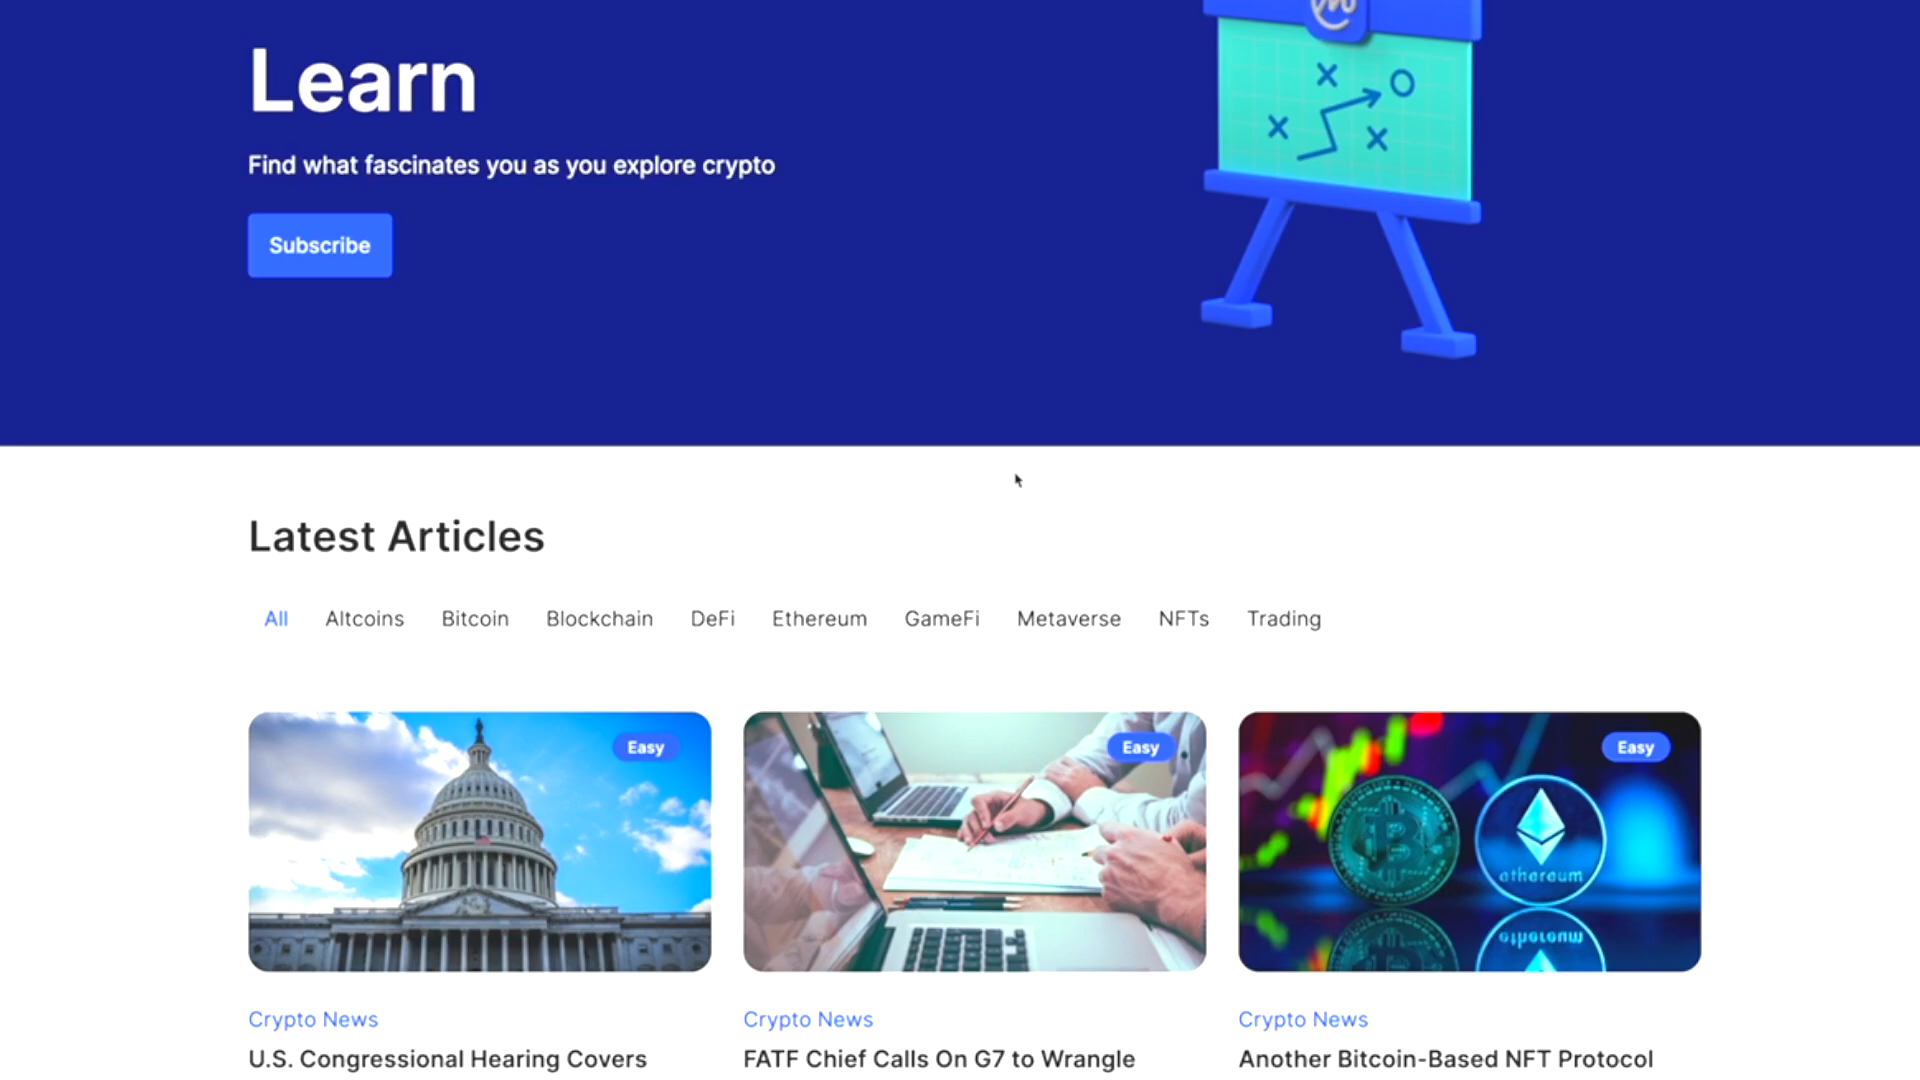 Learn
Find what fascinates you as you explore crypto
Subscribe
Latest Articles
All Altcoins Bitcoin Blockchain DeFi Ethereum GameFi Metaverse NFTs Trading
Easy
Easy
Easy
ethereum
ethereum
Crypto News
Crypto News
Crypto News
U.S. Congressional Hearing Covers
FATF Chief Calls On G7 to Wrangle
Another Bitcoin-Based NFT Protocol